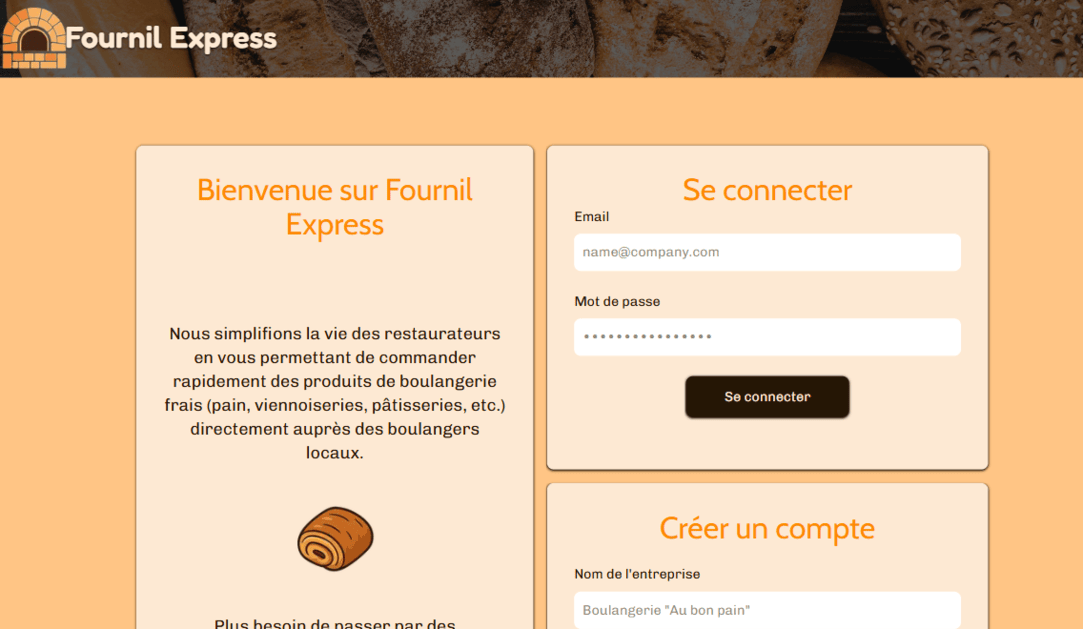 Fournil Express
Bienvenue sur Fournil
Express
Nous simplifions la vie des restaurateurs
en vous permettant de commander
rapidement des produits de boulangerie
frais (pain, viennoiseries, pâtisseries, etc.)
directement auprès des boulangers
locaux.
Plus besoin de passer par des
Se connecter
Email
name@company.com
Mot de passe
••••••••••••••••
Se connecter
Créer un compte
Nom de l'entreprise
Boulangerie "Au bon pain"